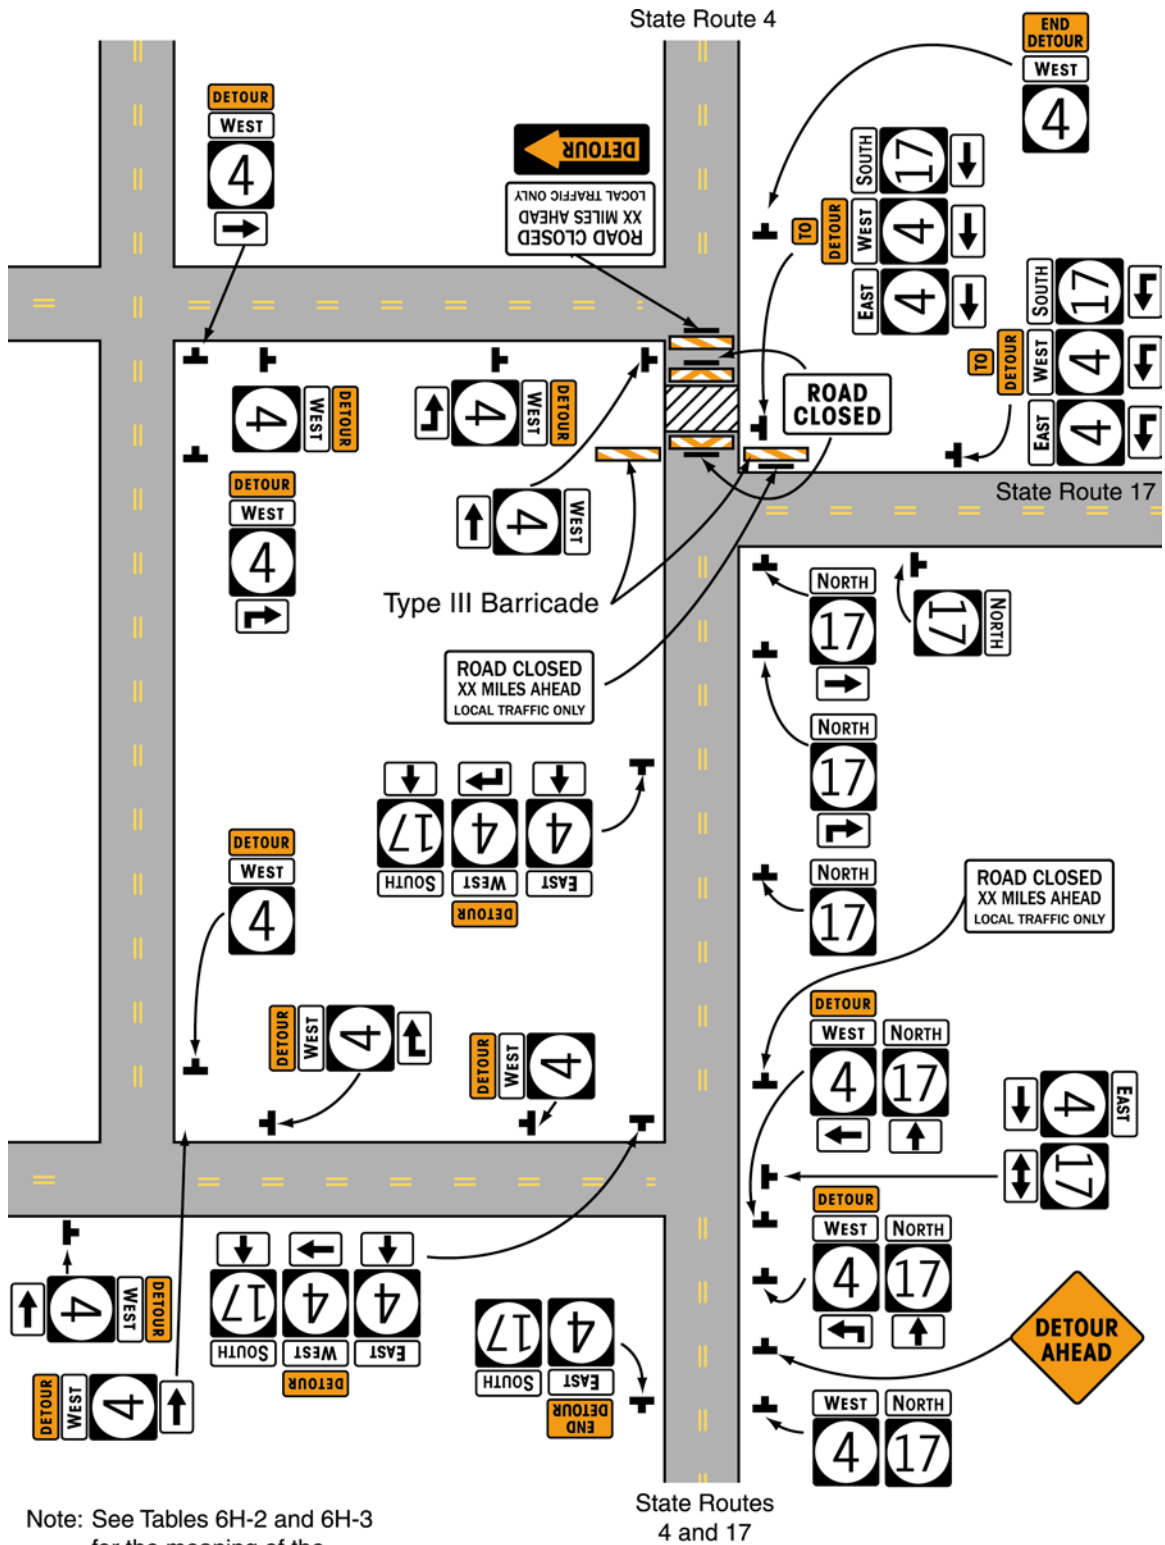 State Route 4
END
DETOUR
WEST
4
DETOUR
WEST
4
DETOUR
ROAD CLOSED
XX MILES AHEAD
LOCAL TRAFFIC ONLY
SOUTH
17
TO
DETOUR
WEST
4
EAST
4
SOUTH
17
TO
DETOUR
WEST
4
EAST
4
DETOUR
WEST
4
DETOUR
WEST
4
ROAD
CLOSED
State Route 17
DETOUR
WEST
4
WEST
4
Type III Barricade
NORTH
17
NORTH
17
ROAD CLOSED
XX MILES AHEAD
LOCAL TRAFFIC ONLY
NORTH
17
EAST
4
DETOUR
WEST
4
SOUTH
17
DETOUR
WEST
4
NORTH
17
ROAD CLOSED
XX MILES AHEAD
LOCAL TRAFFIC ONLY
DETOUR
WEST
4
DETOUR
WEST
4
DETOUR
WEST
4
NORTH
17
EAST
4
17
DETOUR
WEST
4
NORTH
17
DETOUR
WEST
4
EAST
4
DETOUR
WEST
4
SOUTH
17
END
DETOUR
EAST
4
SOUTH
17
DETOUR
AHEAD
DETOUR
WEST
4
WEST
4
NORTH
17
State Routes
4 and 17
Note: See Tables 6H-2 and 6H-3
for the meaning of the